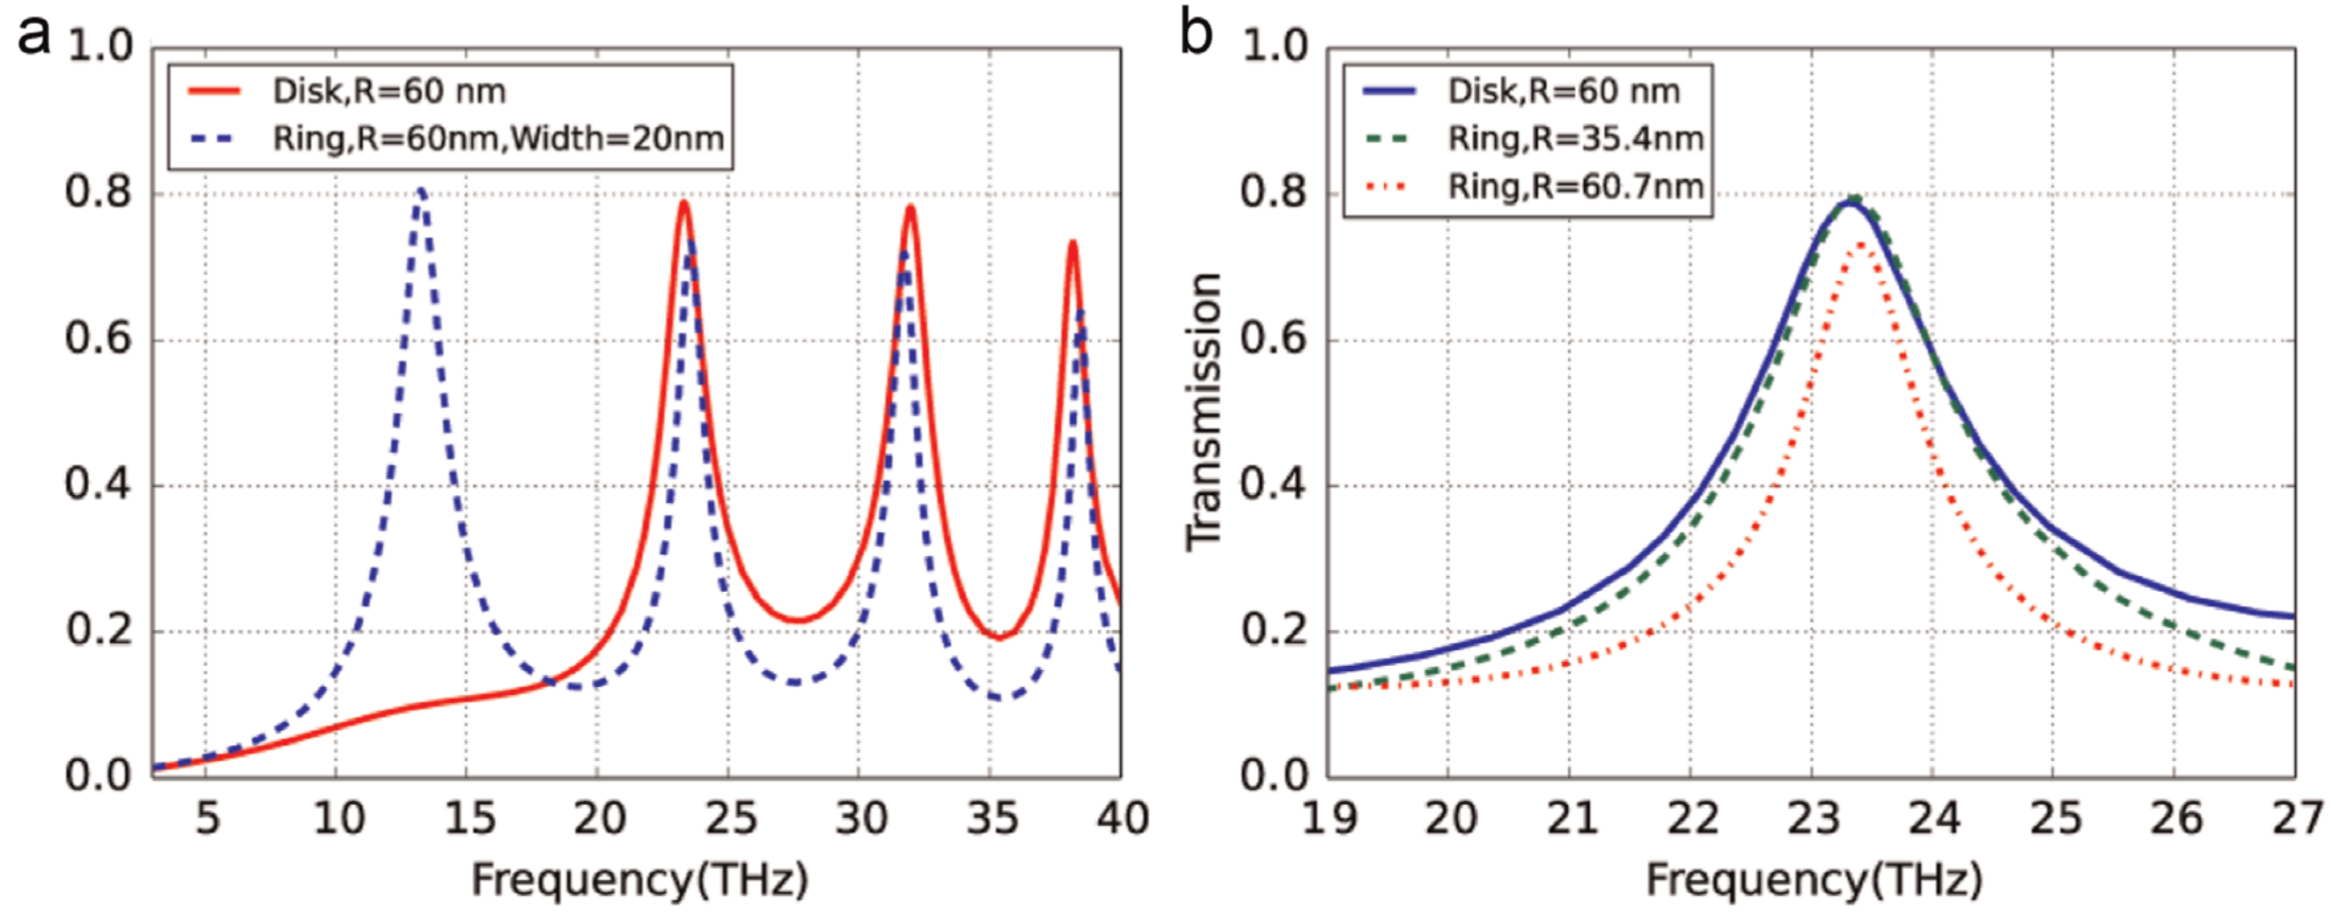 a
1.0
0.8
0.6
0.4
0.2
0.0
Disk,R=60 nm
Ring,R=60nm,Width=20nm
5 10 15 20 25 30 35 40
Frequency(THz)
b
Transmission
1.0
0.8
0.6
0.4
0.2
0.0
Disk,R=60 nm
Ring,R=35.4nm
Ring,R=60.7nm
19 20 21 22 23 24 25 26 27
Frequency(THz)